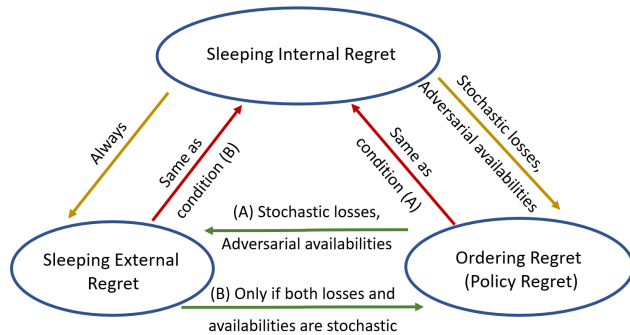 Sleeping Internal Regret
Always
Same as
condition (B)
Same as
condition (A)
Stochastic losses,
Adversarial availabilities
(A) Stochastic losses,
Adversarial availabilities
Sleeping External
Regret
Ordering Regret
(Policy Regret)
(B) Only if both losses and
availabilities are stochastic